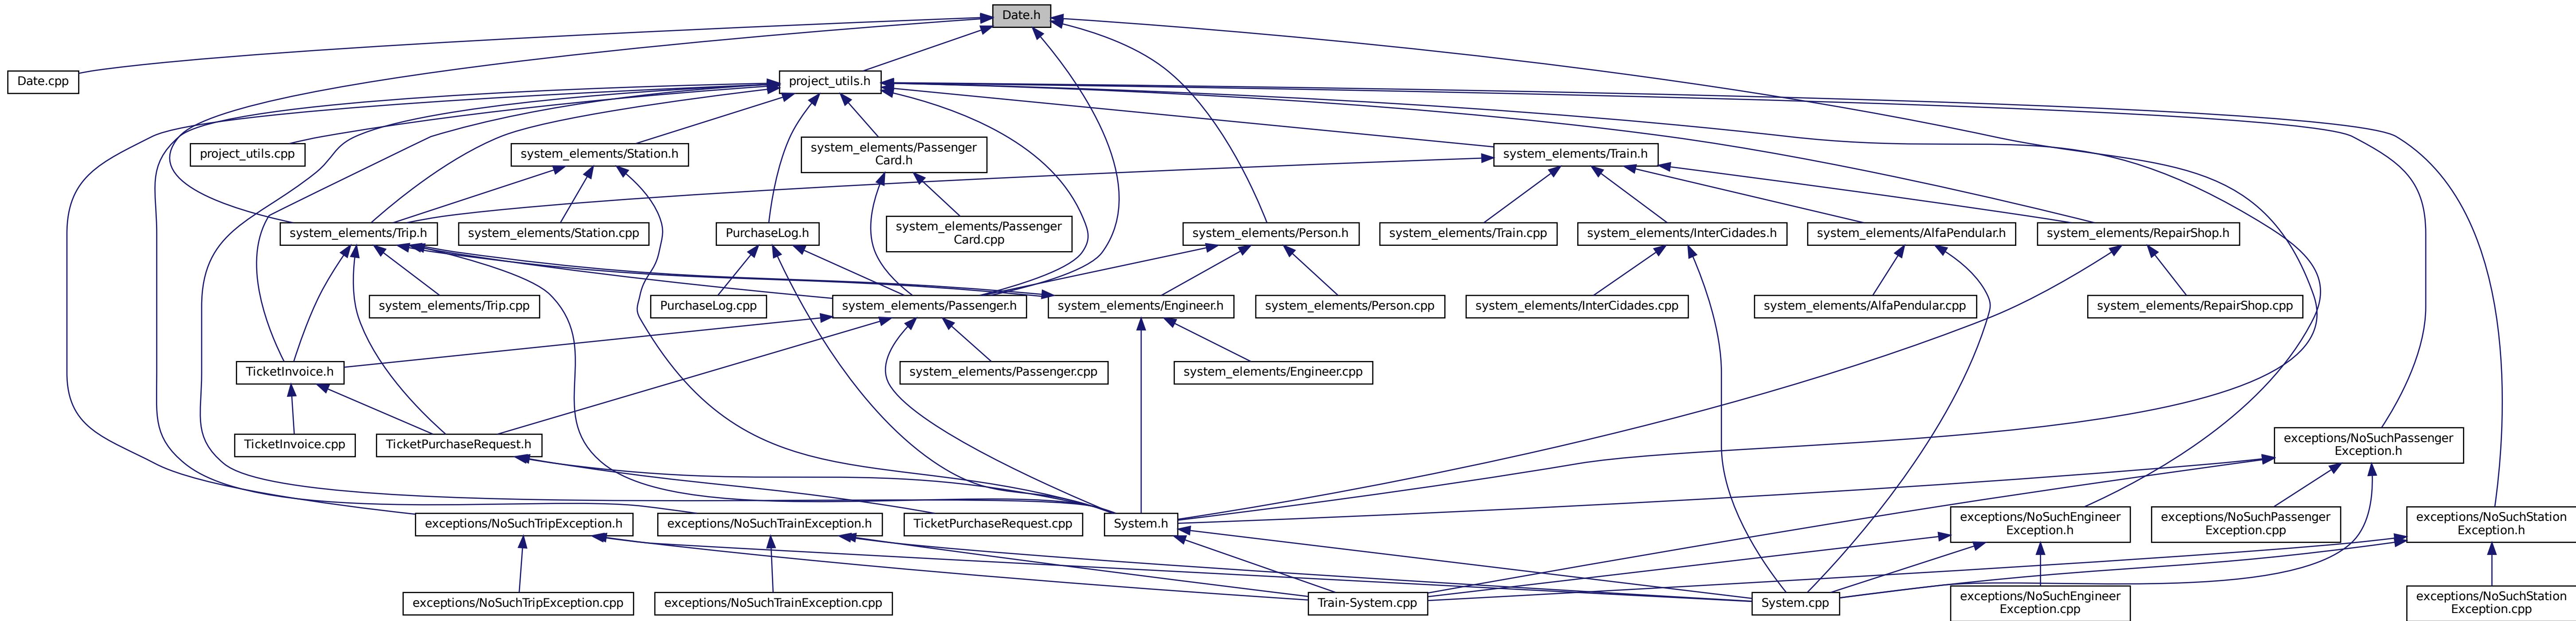 Date.h
Date.cpp
project_utils.h
project_utils.cpp
system_elements/Station.h
system_elements/Passenger
Card.h
system_elements/Train.h
system_elements/Trip.h
system_elements/Station.cpp
PurchaseLog.h
system_elements/Passenger
Card.cpp
system_elements/Person.h
system_elements/Train.cpp
system_elements/InterCidades.h
system_elements/AlfaPendular.h
system_elements/RepairShop.h
system_elements/Trip.cpp
PurchaseLog.cpp
system_elements/Passenger.h
system_elements/Engineer.h
system_elements/Person.cpp
system_elements/InterCidades.cpp
system_elements/AlfaPendular.cpp
system_elements/RepairShop.cpp
TicketInvoice.h
system_elements/Passenger.cpp
system_elements/Engineer.cpp
TicketInvoice.cpp
TicketPurchaseRequest.h
exceptions/NoSuchPassenger
Exception.h
exceptions/NoSuchTripException.h
exceptions/NoSuchTrainException.h
TicketPurchaseRequest.cpp
System.h
exceptions/NoSuchEngineer
Exception.h
exceptions/NoSuchPassenger
Exception.cpp
exceptions/NoSuchStation
Exception.h
exceptions/NoSuchTripException.cpp
exceptions/NoSuchTrainException.cpp
Train-System.cpp
System.cpp
exceptions/NoSuchEngineer
Exception.cpp
exceptions/NoSuchStation
Exception.cpp